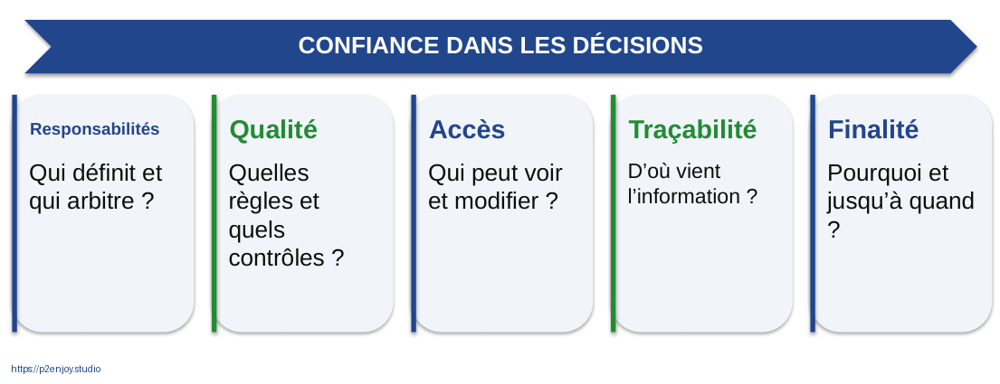 CONFIANCE DANS LES DÉCISIONS
Responsabilités
Qui définit et
qui arbitre ?
Qualité
Quelles
règles et
quels
contrôles ?
Accès
Qui peut voir
et modifier ?
Traçabilité
D’où vient
l’information ?
Finalité
Pourquoi et
jusqu’à quand
?
https://p2enjoy.studio